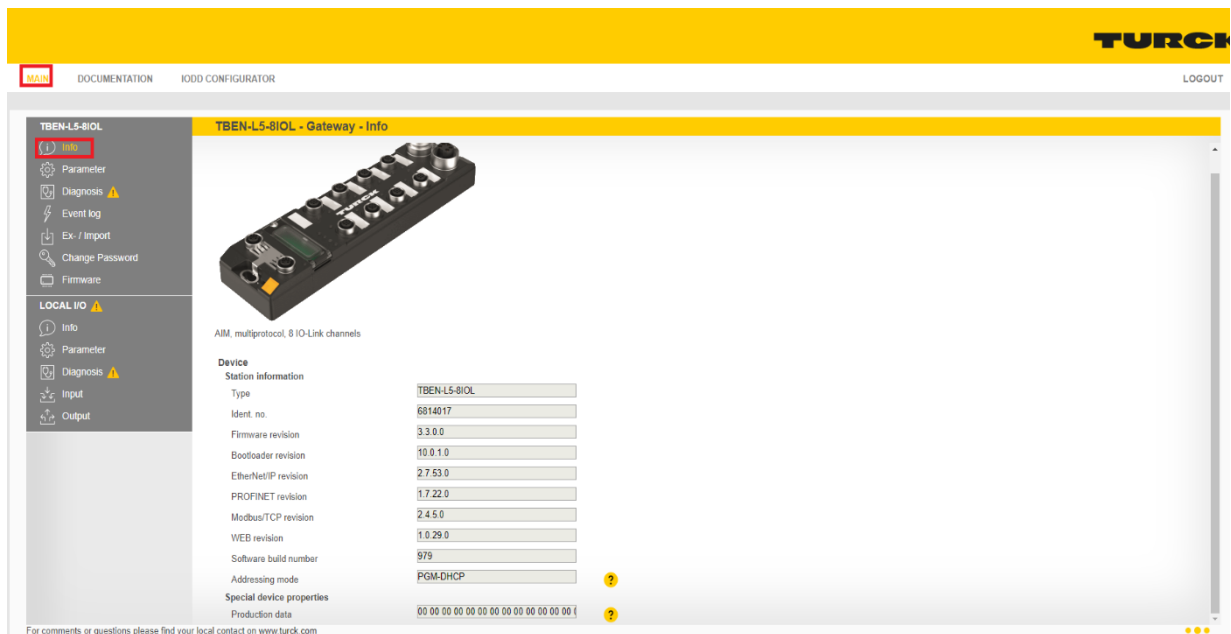 TURCK
MAIN DOCUMENTATION IODD CONFIGURATOR LOGOUT
TBEN-L5-8IOL
Info
Parameter
Diagnosis
Event log
Ex- / Import
Change Password
Firmware
LOCAL I/O
Info
Parameter
Diagnosis
Input
Output
TBEN-L5-8IOL - Gateway - Info
TURCK
AIM, multiprotocol, 8 IO-Link channels
Device
Station information
Type TBEN-L5-8IOL
Ident. no. 6814017
Firmware revision 3.3.0.0
Bootloader revision 10.0.1.0
EtherNet/IP revision 2.7.53.0
PROFINET revision 1.7.22.0
Modbus/TCP revision 2.4.5.0
WEB revision 1.0.29.0
Software build number 979
Addressing mode PGM-DHCP ?
Special device properties
Production data 00 00 00 00 00 00 00 00 00 00 00 00 00 ?
For comments or questions please find your local contact on www.turck.com